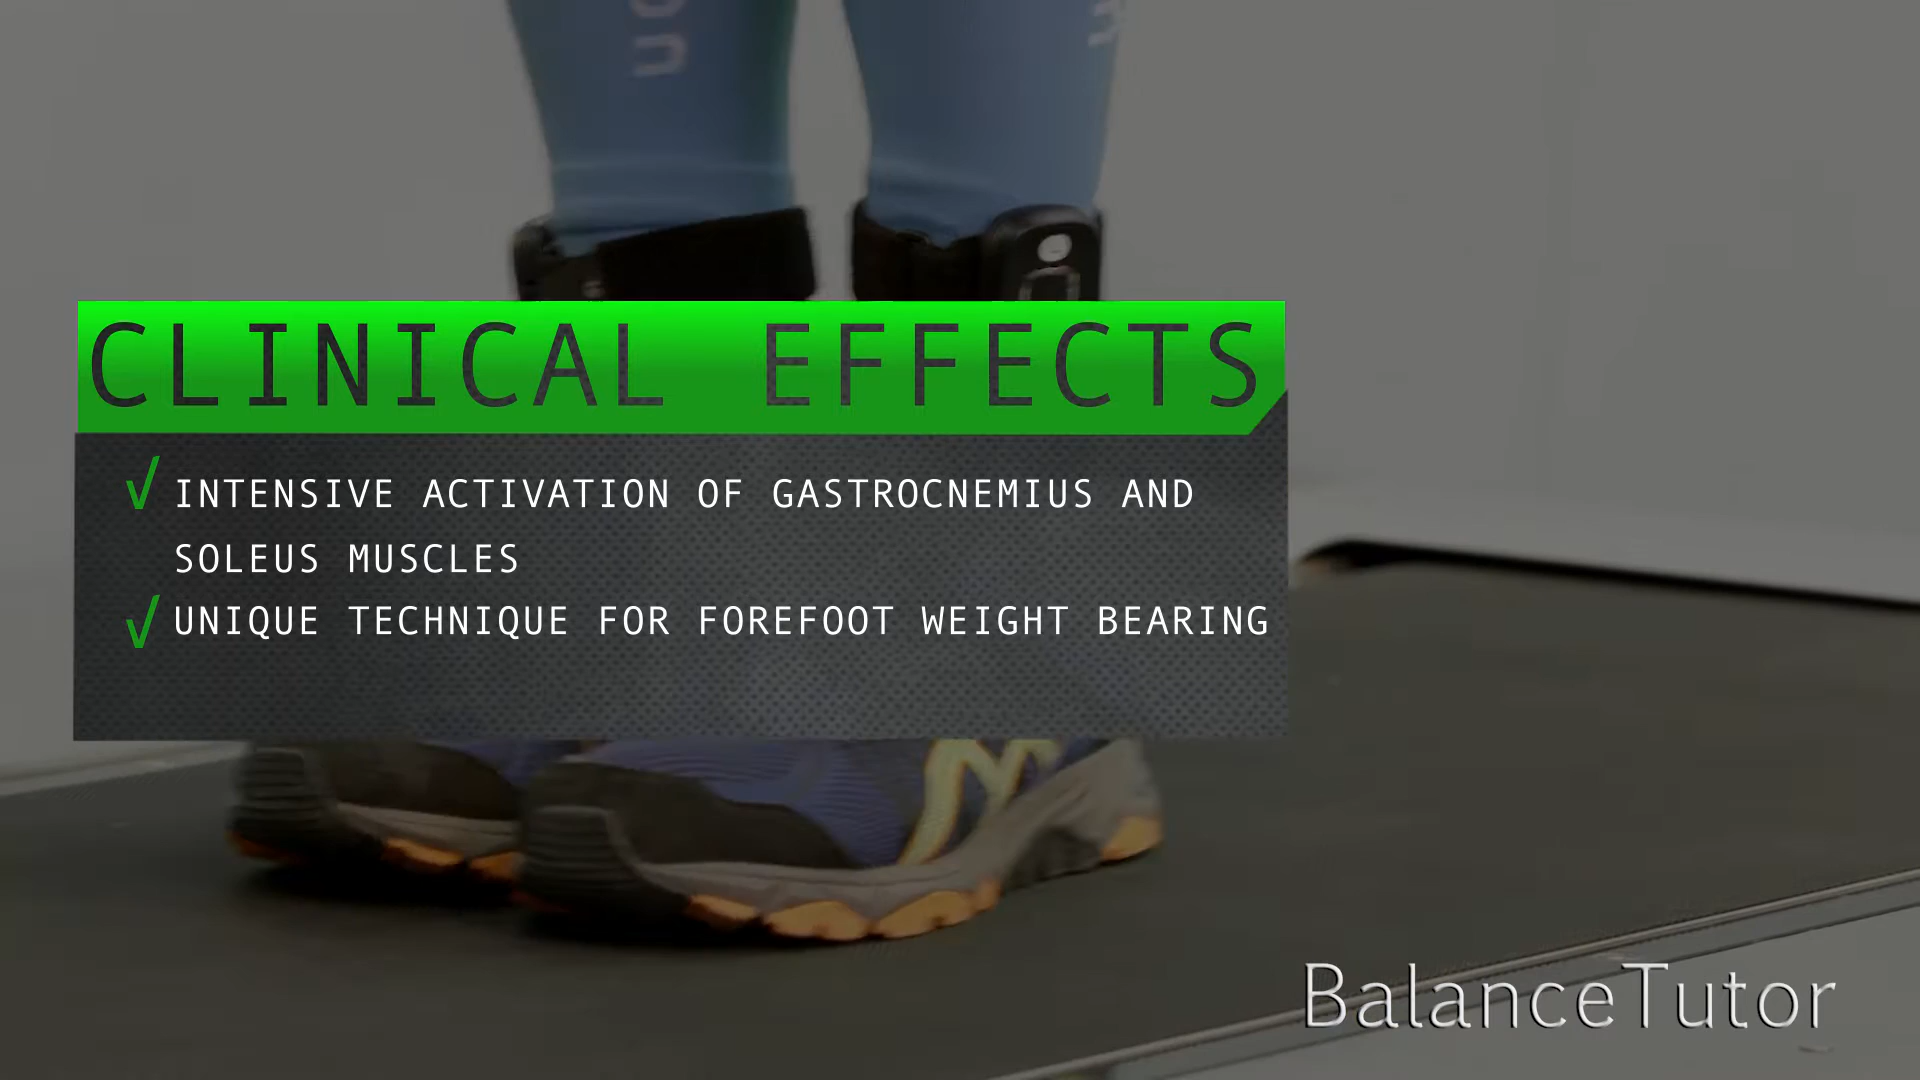 CLINICAL EFFECTS
√ INTENSIVE ACTIVATION OF GASTROCNEMIUS AND
SOLEUS MUSCLES
√ UNIQUE TECHNIQUE FOR FOREFOOT WEIGHT BEARING
BalanceTutor